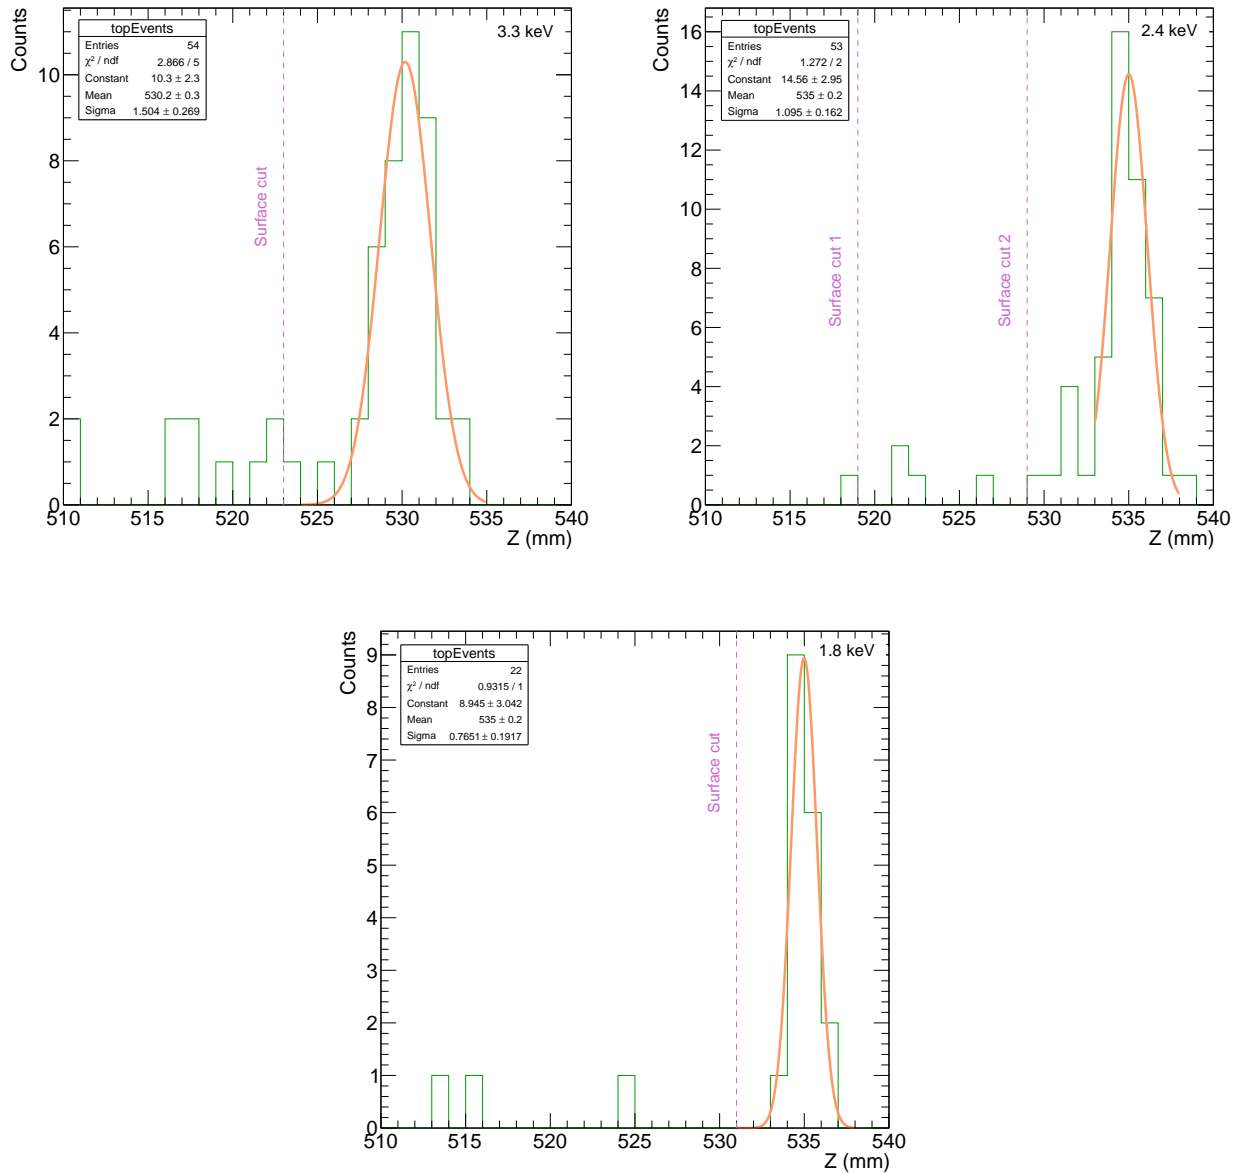 Counts
topEvents
Entries 54
χ² / ndf 2.866 / 5
Constant 10.3 ± 2.3
Mean 530.2 ± 0.3
Sigma 1.504 ± 0.269
3.3 keV
Surface cut
10
8
6
4
2
0
510 515 520 525 530 535 540
Z (mm)
Counts
topEvents
Entries 53
χ² / ndf 1.272 / 2
Constant 14.56 ± 2.95
Mean 535 ± 0.2
Sigma 1.095 ± 0.162
2.4 keV
Surface cut 1
Surface cut 2
16
14
12
10
8
6
4
2
0
510 515 520 525 530 535 540
Z (mm)
Counts
topEvents
Entries 22
χ² / ndf 0.9315 / 1
Constant 8.945 ± 3.042
Mean 535 ± 0.2
Sigma 0.7651 ± 0.1917
1.8 keV
Surface cut
9
8
7
6
5
4
3
2
1
0
510 515 520 525 530 535 540
Z (mm)